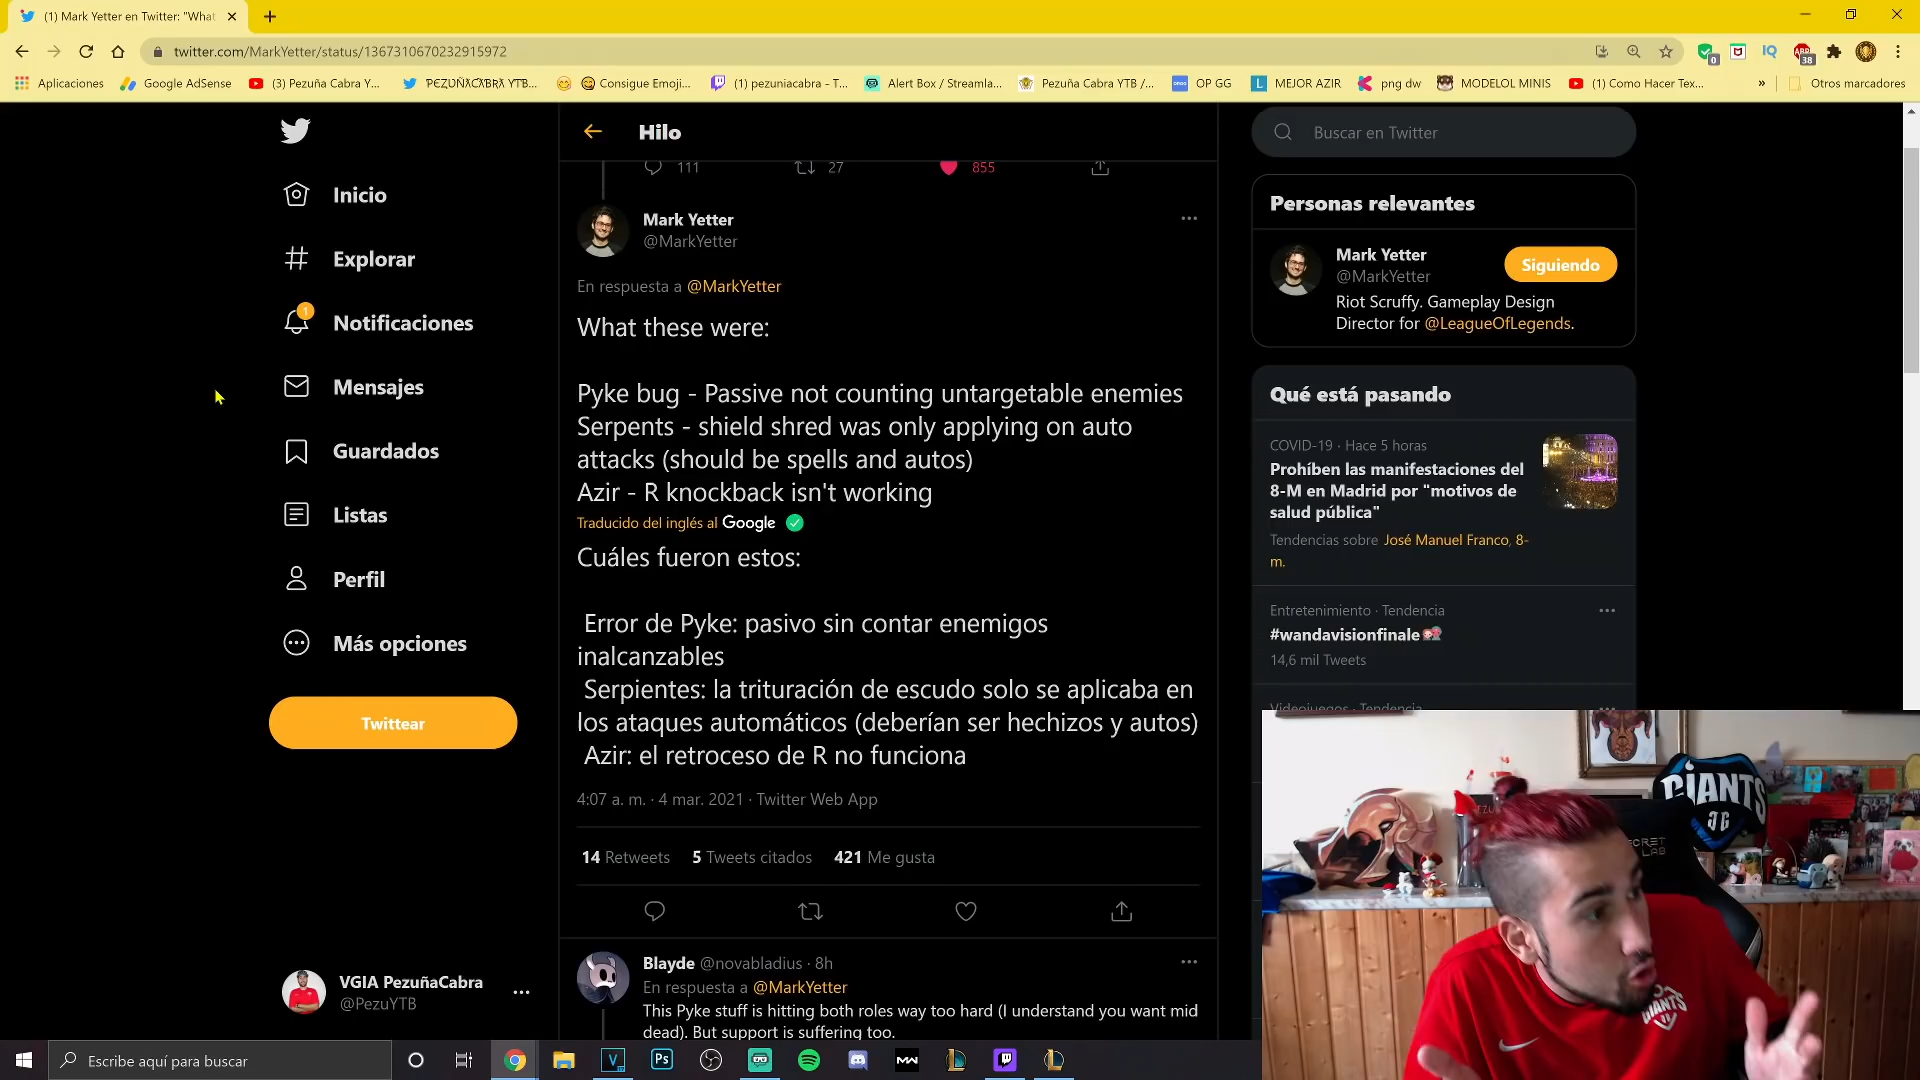 (1) Mark Yetter en Twitter: "What
twitter.com/MarkYetter/status/1367310670232915972
Aplicaciones
Google AdSense
(3) Pezuña Cabra Y...
Consigue Emoji...
(1) pezuniacabra - T...
Alert Box / Streamla...
Pezuña Cabra YTB /...
OP GG
MEJOR AZIR
png dw
MODELOL MINIS
(1) Como Hacer Tex...
»
Otros marcadores
Inicio
Explorar
1
Notificaciones
Mensajes
Guardados
Listas
Perfil
Más opciones
Twittear
VGIA PezuñaCabra
@PezuYTB
Hilo
111
27
855
Mark Yetter
@MarkYetter
En respuesta a @MarkYetter
What these were:
Pyke bug - Passive not counting untargetable enemies
Serpents - shield shred was only applying on auto
attacks (should be spells and autos)
Azir - R knockback isn't working
Traducido del inglés al Google
Cuáles fueron estos:
Error de Pyke: pasivo sin contar enemigos
inalcanzables
Serpientes: la trituración de escudo solo se aplicaba en
los ataques automáticos (deberían ser hechizos y autos)
Azir: el retroceso de R no funciona
4:07 a. m. · 4 mar. 2021 · Twitter Web App
14 Retweets 5 Tweets citados 421 Me gusta
Blayde @novabladius · 8h
En respuesta a @MarkYetter
This Pyke stuff is hitting both roles way too hard (I understand you want mid
dead). But support is suffering too.
Buscar en Twitter
Personas relevantes
Mark Yetter
@MarkYetter
Siguiendo
Riot Scruffy. Gameplay Design
Director for @LeagueOfLegends.
Qué está pasando
COVID-19 · Hace 5 horas
Prohíben las manifestaciones del
8-M en Madrid por "motivos de
salud pública"
Tendencias sobre José Manuel Franco, 8-
m.
Entretenimiento · Tendencia
#wandavisionfinale
14,6 mil Tweets
Videojuegos · Tendencia
GIANTS
GIANTS
Escribe aquí para buscar